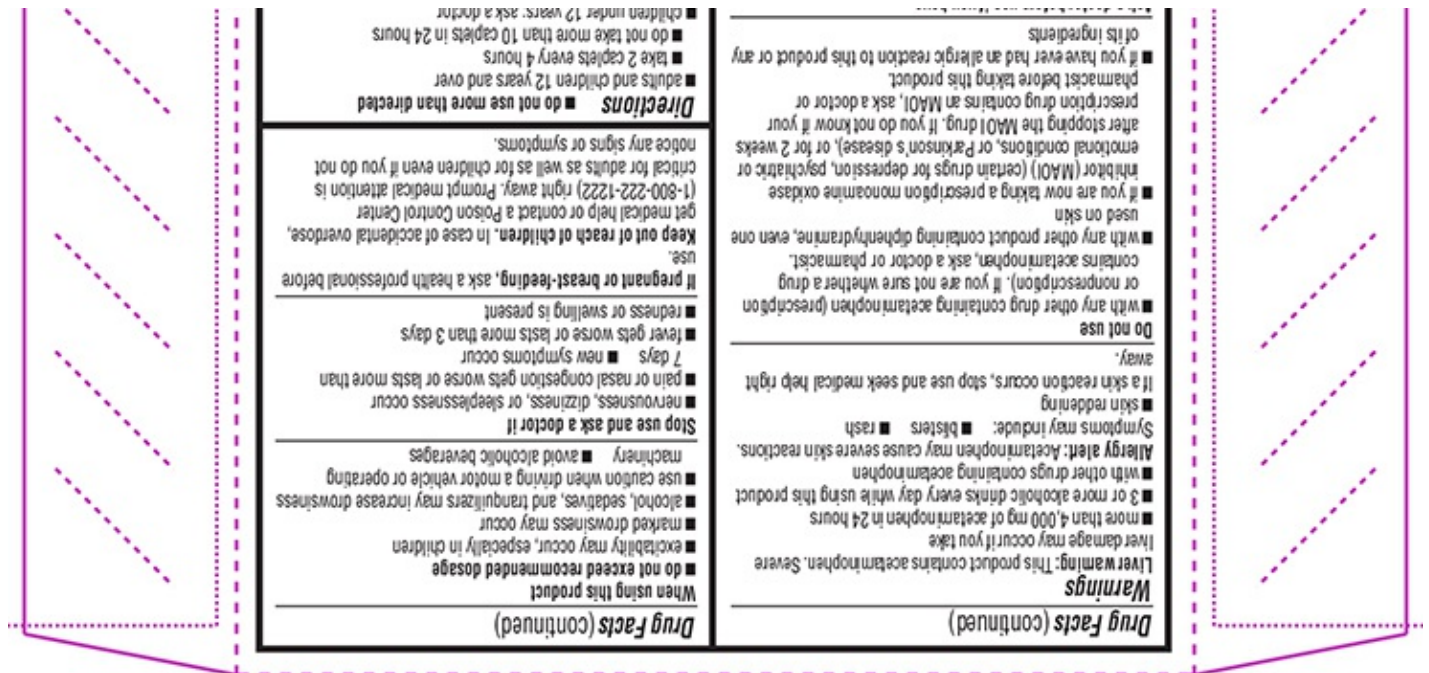 Drug Facts (continued)
Warnings
Liver warning: This product contains acetaminophen. Severe
liver damage may occur if you take
■ more than 4,000 mg of acetaminophen in 24 hours
■ 3 or more alcoholic drinks every day while using this product
■ with other drugs containing acetaminophen
Allergy alert: Acetaminophen may cause severe skin reactions.
Symptoms may include: ■ blisters ■ rash
■ skin reddening
If a skin reaction occurs, stop use and seek medical help right
away.
Do not use
■ with any other drug containing acetaminophen (prescription
or nonprescription). If you are not sure whether a drug
contains acetaminophen, ask a doctor or pharmacist.
■ with any other product containing diphenhydramine, even one
used on skin
■ if you are now taking a prescription monoamine oxidase
inhibitor (MAOI) (certain drugs for depression, psychiatric or
emotional conditions, or Parkinson's disease), or for 2 weeks
after stopping the MAOI drug. If you do not know if your
prescription drug contains an MAOI, ask a doctor or
pharmacist before taking this product.
■ if you have ever had an allergic reaction to this product or any
of its ingredients
Ask a doctor before use if you have
Drug Facts (continued)
When using this product
■ do not exceed recommended dosage
■ excitability may occur, especially in children
■ marked drowsiness may occur
■ alcohol, sedatives, and tranquilizers may increase drowsiness
■ use caution when driving a motor vehicle or operating
machinery ■ avoid alcoholic beverages
Stop use and ask a doctor if
■ nervousness, dizziness, or sleeplessness occur
■ pain or nasal congestion gets worse or lasts more than
7 days ■ new symptoms occur
■ fever gets worse or lasts more than 3 days
■ redness or swelling is present
If pregnant or breast-feeding, ask a health professional before
use.
Keep out of reach of children. In case of accidental overdose,
get medical help or contact a Poison Control Center
(1-800-222-1222) right away. Prompt medical attention is
critical for adults as well as for children even if you do not
notice any signs or symptoms.
Directions ■ do not use more than directed
■ adults and children 12 years and over
■ take 2 caplets every 4 hours
■ do not take more than 10 caplets in 24 hours
■ children under 12 years: ask a doctor